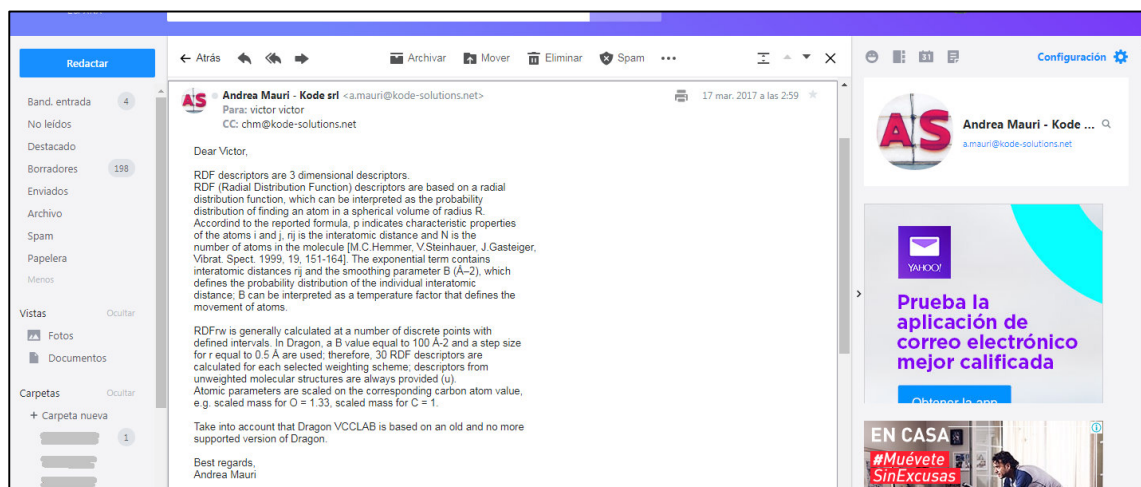 Redactar
Atrás
Archivar
Mover
Eliminar
Spam
Configuración
31
Band. entrada 4
No leídos
Destacado
Borradores 198
Enviados
Archivo
Spam
Papelera
Menos
Vistas Ocultar
Fotos
Documentos
Carpetas Ocultar
+ Carpeta nueva
1
AS
Andrea Mauri - Kode srl <a.mauri@kode-solutions.net>
17 mar. 2017 a las 2:59
Para: victor victor
CC: chm@kode-solutions.net
Dear Victor,
RDF descriptors are 3 dimensional descriptors.
RDF (Radial Distribution Function) descriptors are based on a radial
distribution function, which can be interpreted as the probability
distribution of finding an atom in a spherical volume of radius R.
Accordind to the reported formula, p indicates characteristic properties
of the atoms i and j, rij is the interatomic distance and N is the
number of atoms in the molecule [M.C.Hemmer, V.Steinhauer, J.Gasteiger,
Vibrat. Spect. 1999, 19, 151-164]. The exponential term contains
interatomic distances rij and the smoothing parameter B (Å–2), which
defines the probability distribution of the individual interatomic
distance; B can be interpreted as a temperature factor that defines the
movement of atoms.
RDFrw is generally calculated at a number of discrete points with
defined intervals. In Dragon, a B value equal to 100 Å-2 and a step size
for r equal to 0.5 Å are used; therefore, 30 RDF descriptors are
calculated for each selected weighting scheme; descriptors from
unweighted molecular structures are always provided (u).
Atomic parameters are scaled on the corresponding carbon atom value,
e.g. scaled mass for O = 1.33, scaled mass for C = 1.
Take into account that Dragon VCCLAB is based on an old and no more
supported version of Dragon.
Best regards,
Andrea Mauri
AS
Andrea Mauri - Kode ...
a.mauri@kode-solutions.net
YAHOO!
Prueba la
aplicación de
correo electrónico
mejor calificada
Obtener la app
EN CASA
#Muévete
SinExcusas